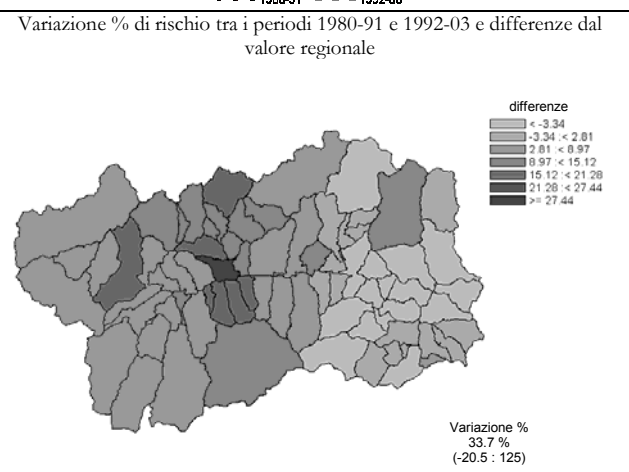 Variazione % di rischio tra i periodi 1980-91 e 1992-03 e differenze dal
valore regionale
differenze
< -3.34
-3.34 :< 2.81
2.81 :< 8.97
8.97 :< 15.12
15.12 :< 21.28
21.28 :< 27.44
>= 27.44
Variazione %
33.7 %
(-20.5 : 125)